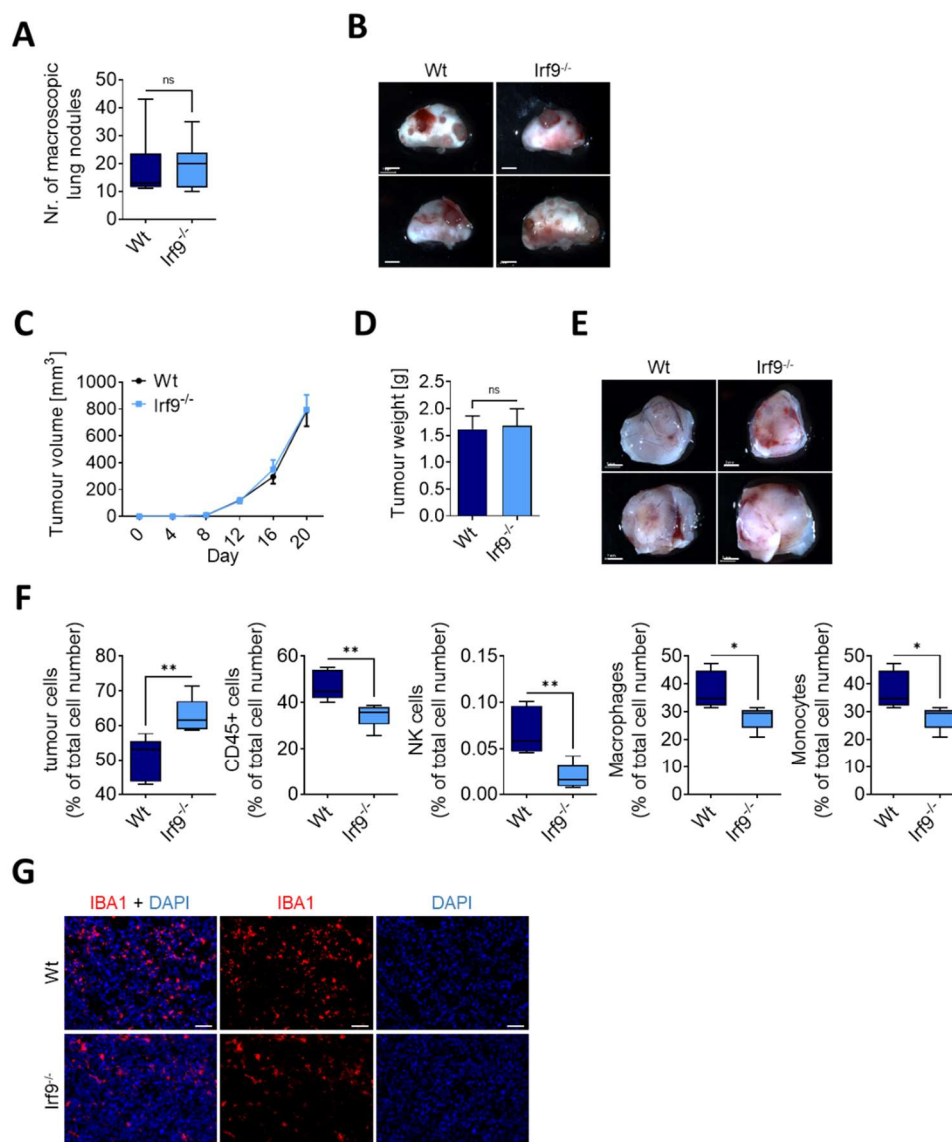 A
ns
Nr. of macroscopic
lung nodules
50
40
30
20
10
0
Wt
Irf9-/-
B
Wt
Irf9-/-
C
Tumour volume [mm3]
1000
800
600
400
200
0
Wt
Irf9-/-
0 4 8 12 16 20
Day
D
Tumour weight [g]
2.5
2.0
1.5
1.0
0.5
0.0
ns
Wt
Irf9-/-
E
Wt
Irf9-/-
F
tumour cells
(% of total cell number)
80
70
60
50
40
**
Wt
Irf9-/-
CD45+ cells
(% of total cell number)
60
40
20
0
**
Wt
Irf9-/-
NK cells
(% of total cell number)
0.15
0.10
0.05
0.00
**
Wt
Irf9-/-
Macrophages
(% of total cell number)
50
40
30
20
10
0
*
Wt
Irf9-/-
Monocytes
(% of total cell number)
50
40
30
20
10
0
*
Wt
Irf9-/-
G
IBA1 + DAPI
IBA1
DAPI
Wt
Irf9-/-